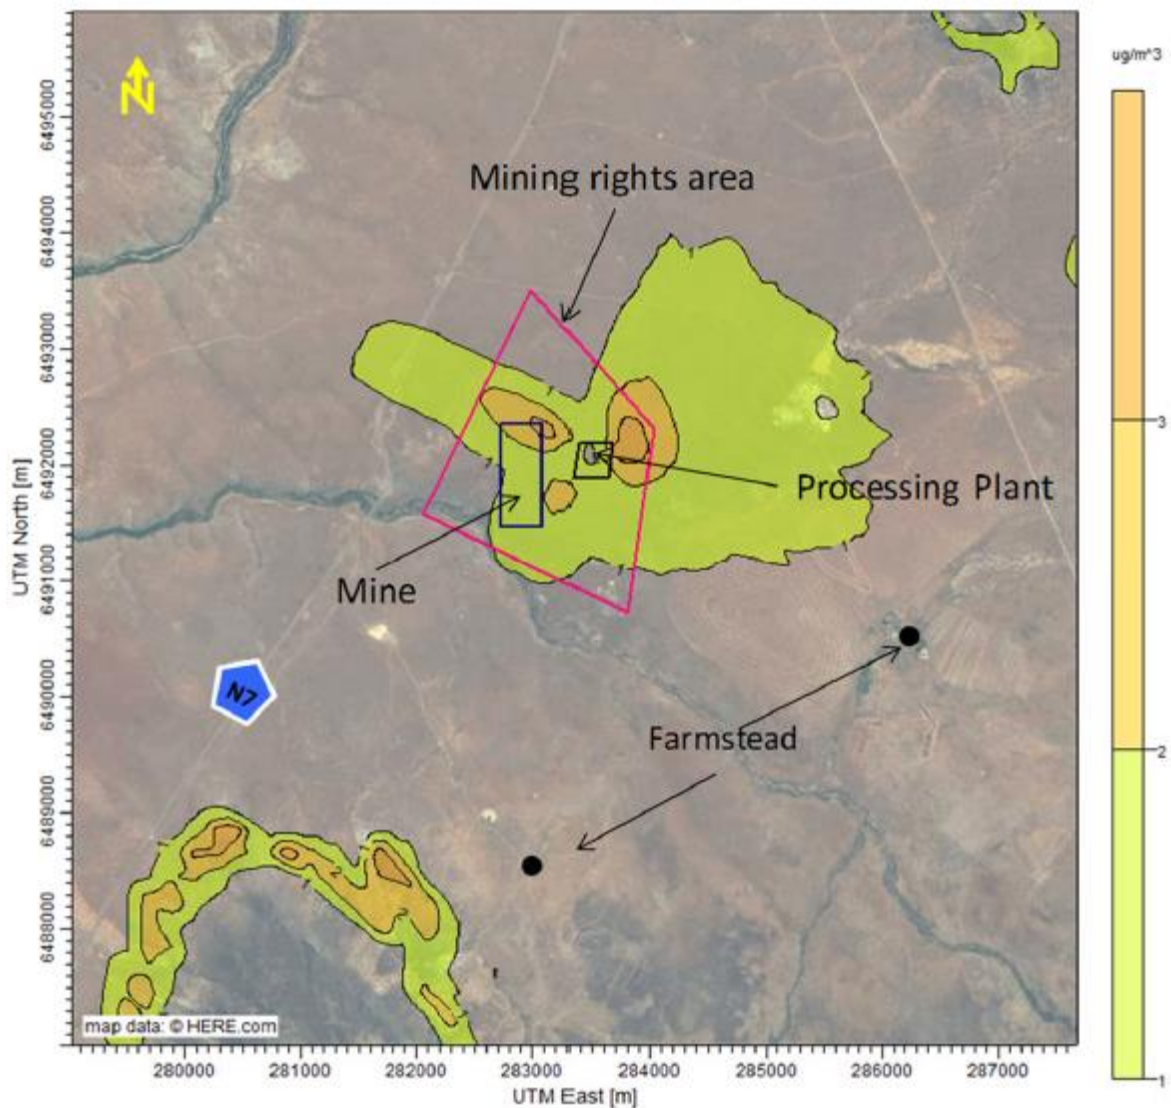 ug/m^3
N
Mining rights area
Processing Plant
Mine
N7
Farmstead
map data: © HERE.com
UTM North [m]
6495000
6494000
6493000
6492000
6491000
6490000
6489000
6488000
280000 281000 282000 283000 284000 285000 286000 287000
UTM East [m]
3
2
1